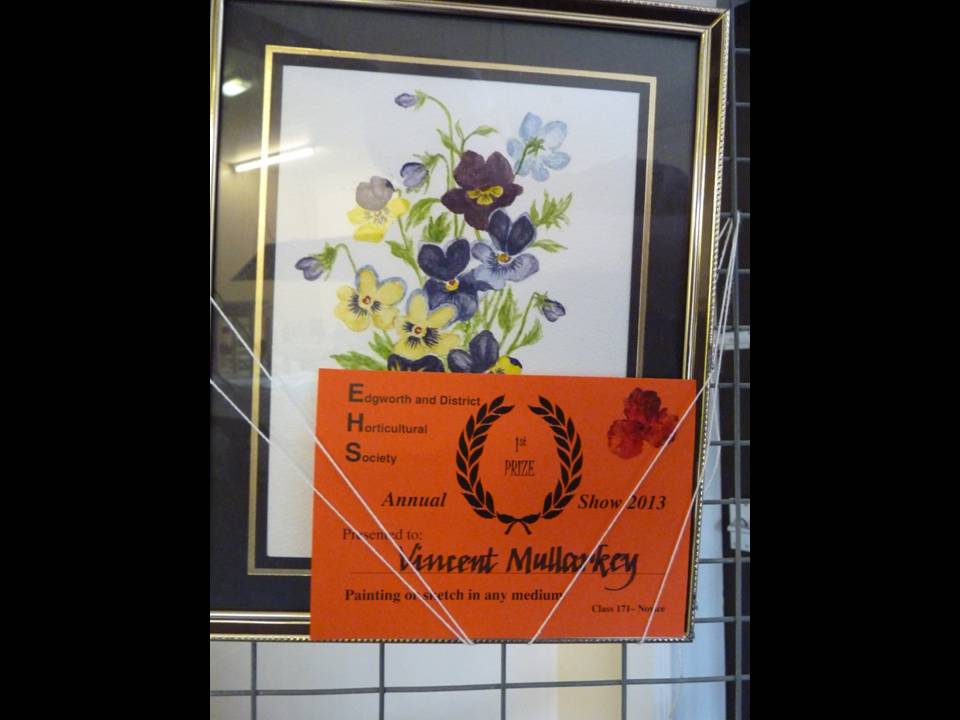 Edgworth and District
Horticultural
Society
1st
PRIZE
Annual Show 2013
Presented to:
Vincent Mullarkey
Painting or sketch in any medium
Class 171– Novice